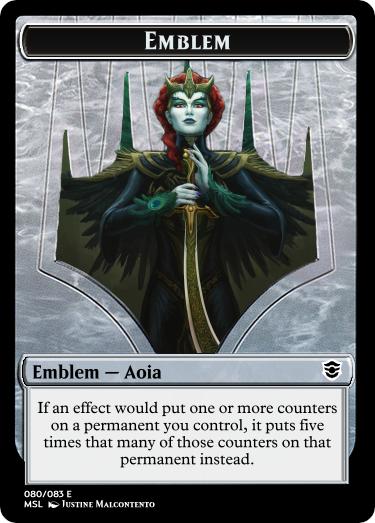 Emblem
Emblem — Aoia
If an effect would put one or more counters
on a permanent you control, it puts five
times that many of those counters on that
permanent instead.
080/083 E
MSL Justine Malcontento